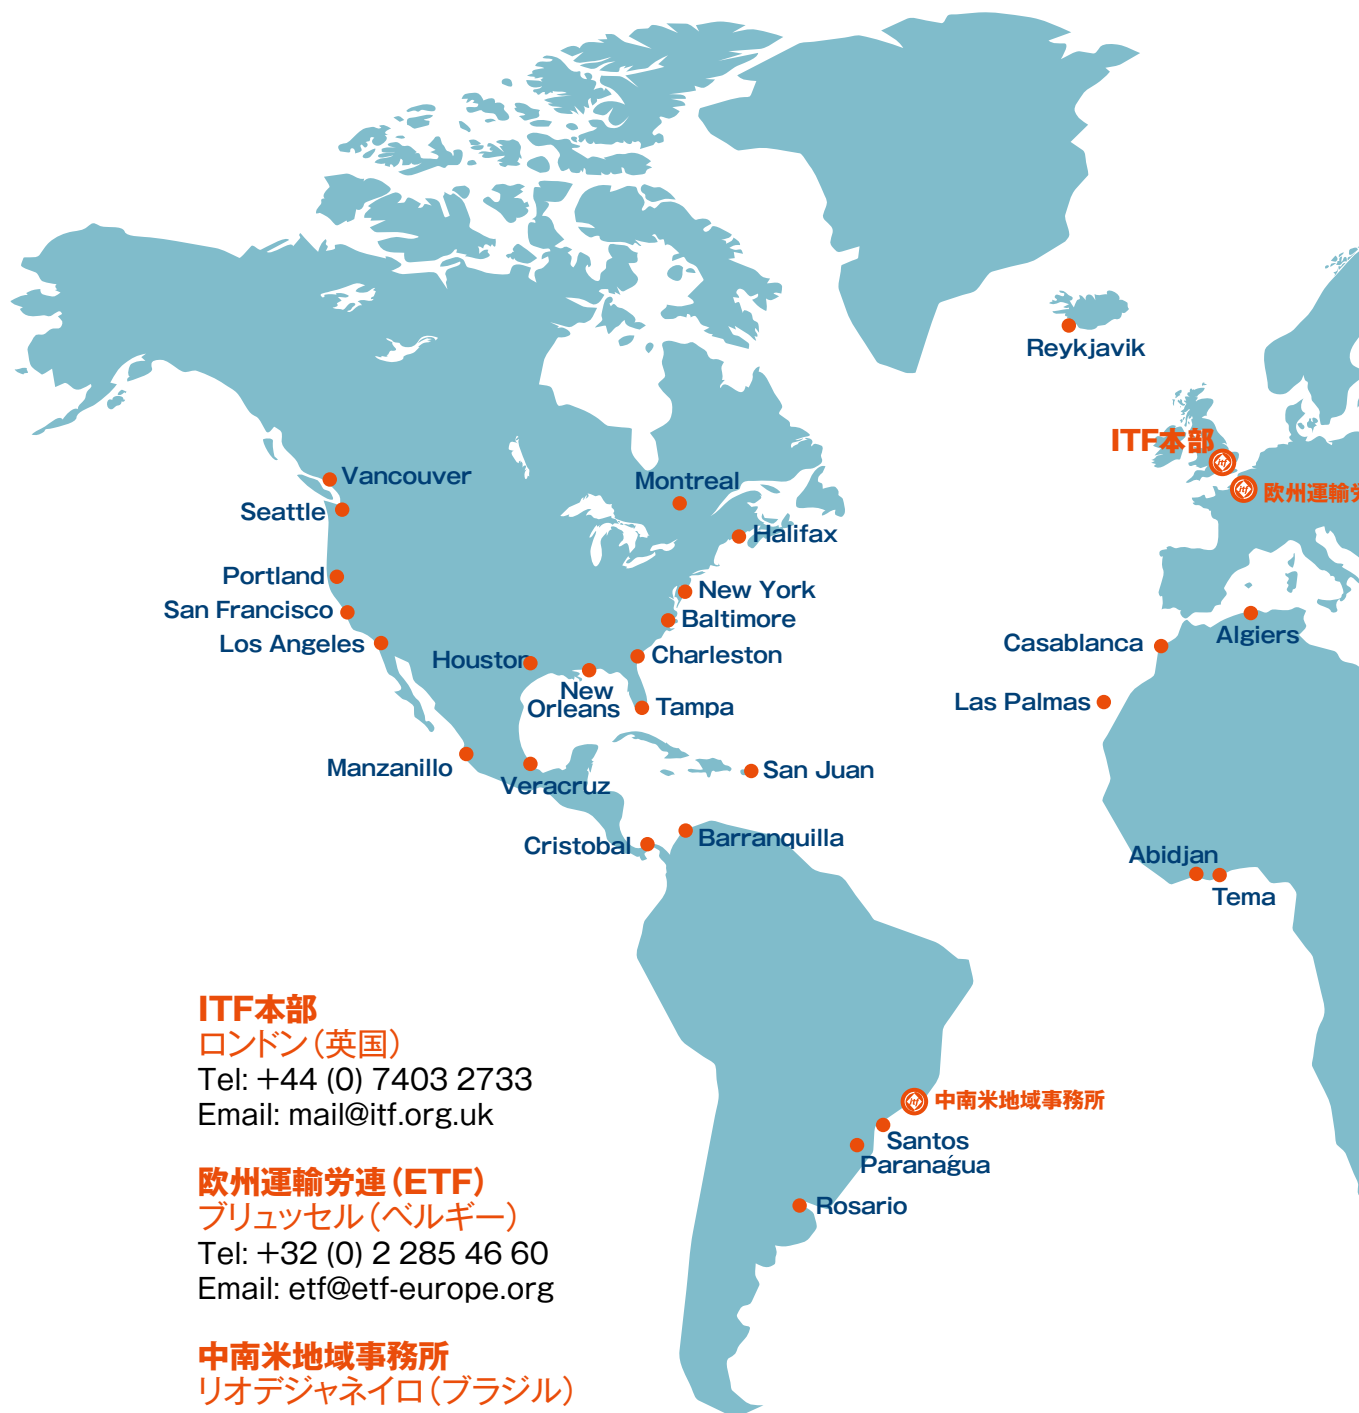 Reykjavik
ITF本部
欧州運輸労
Vancouver
Montreal
Seattle
Halifax
Portland
New York
San Francisco
Baltimore
Los Angeles
Casablanca
Algiers
Houston
Charleston
New
Orleans
Tampa
Las Palmas
Manzanillo
Veracruz
San Juan
Cristobal
Barranquilla
Abidjan
Tema
中南米地域事務所
Santos
Paranágua
Rosario
ITF本部
ロンドン（英国）
Tel: +44 (0) 7403 2733
Email: mail@itf.org.uk
欧州運輸労連（ETF）
ブリュッセル（ベルギー）
Tel: +32 (0) 2 285 46 60
Email: etf@etf-europe.org
中南米地域事務所
リオデジャネイロ（ブラジル）